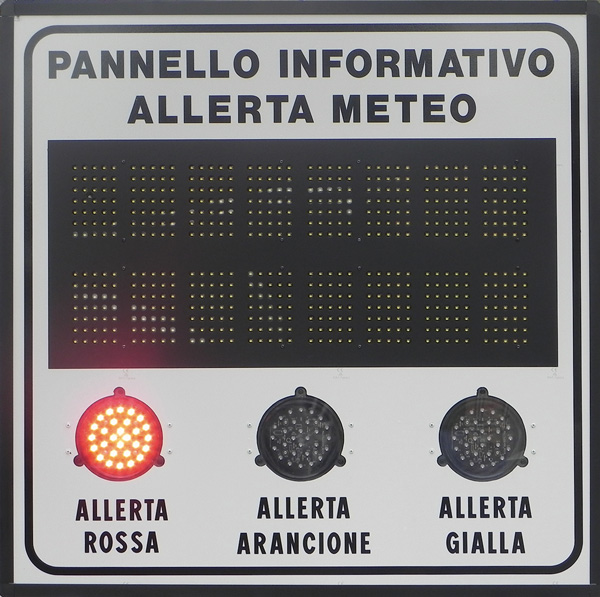 PANNELLO INFORMATIVO
ALLERTA METEO
ALLERTA
ROSSA
ALLERTA
ARANCIONE
ALLERTA
GIALLA